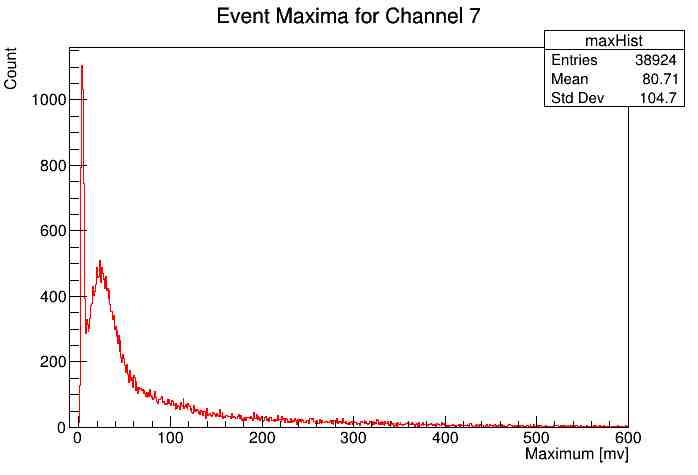 Event Maxima for Channel 7
maxHist
Entries 38924
Mean 80.71
Std Dev 104.7
Count
1000
800
600
400
200
0
0 100 200 300 400 500 600
Maximum [mv]